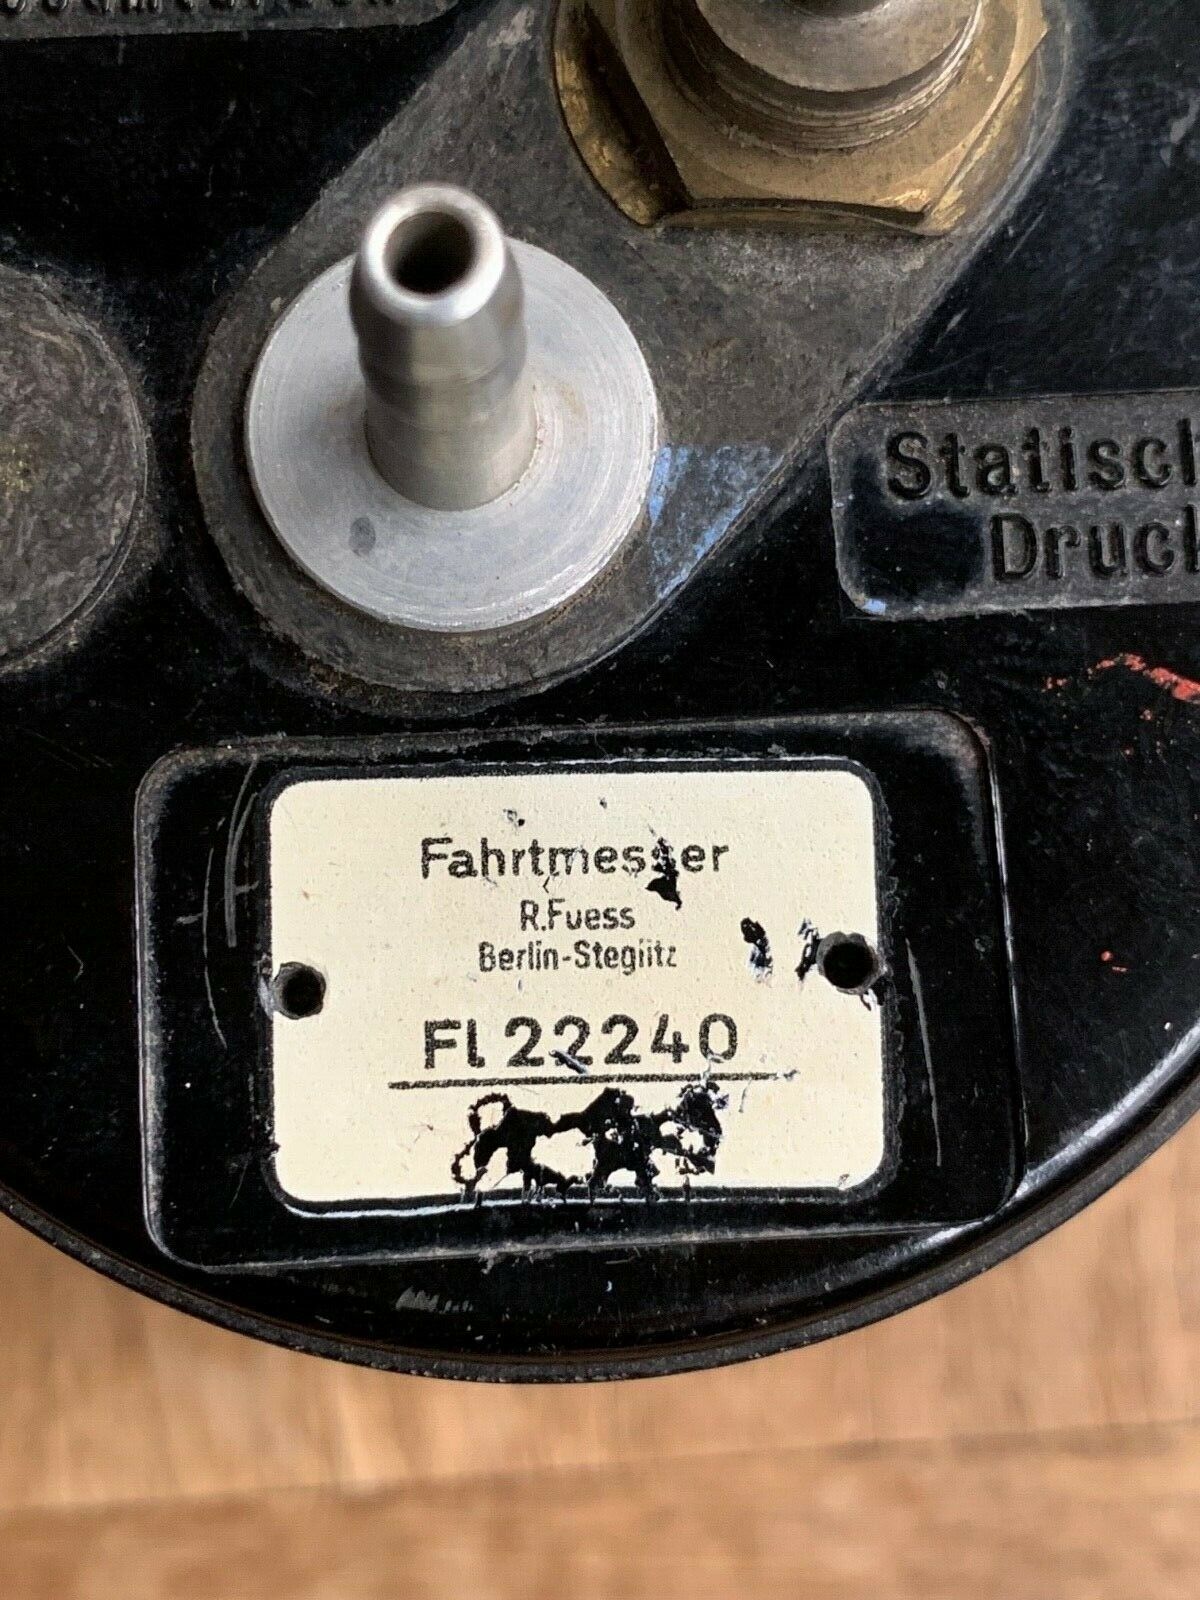 Statisch
Druck
Fahrtmesser
R.Fuess
Berlin-Steglitz
Fl 22240